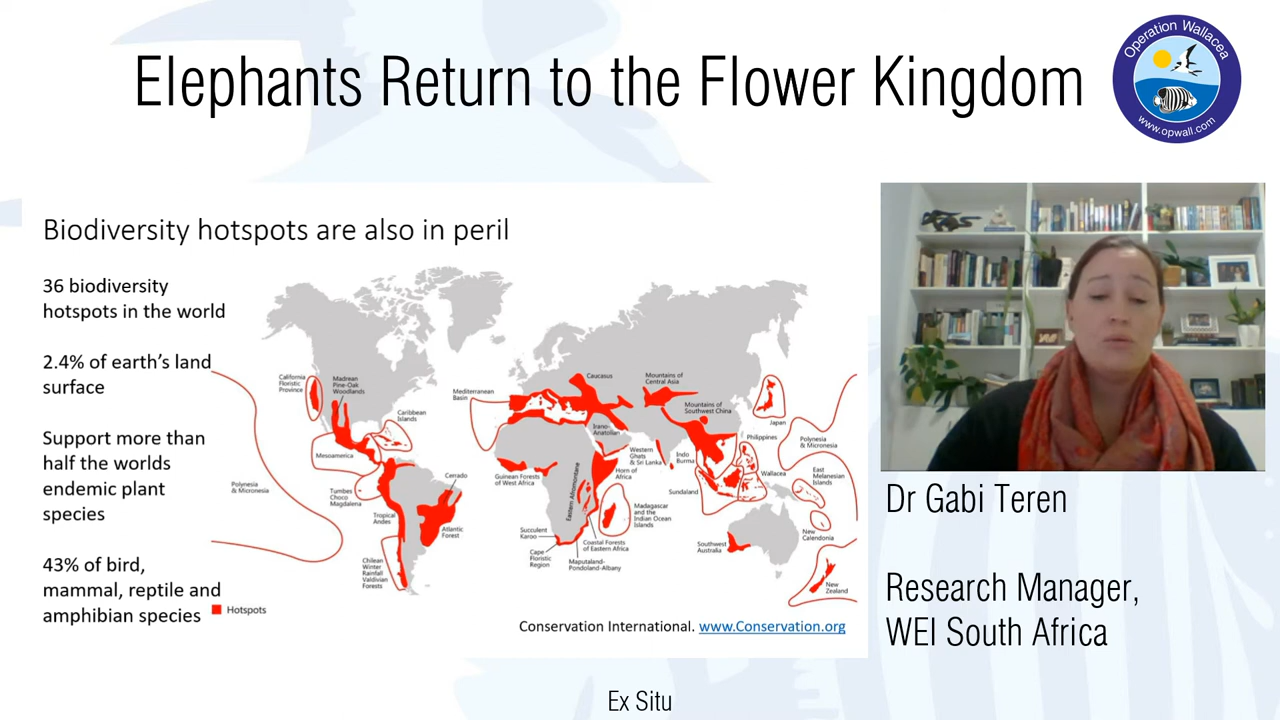 Elephants Return to the Flower Kingdom
Operation Wallacea
www.opwall.com
Biodiversity hotspots are also in peril
36 biodiversity
hotspots in the world
2.4% of earth's land
surface
Support more than
half the worlds
endemic plant
species
43% of bird,
mammal, reptile and
amphibian species
California
Floristic
Province
Madrean
Pine-Oak
Woodlands
Caribbean
Islands
Mesoamerica
Polynesia
& Micronesia
Tumbes
Choco
Magdalena
Tropical
Andes
Cerrado
Atlantic
Forest
Chilean
Winter
Rainfall
Valdivian
Forests
Mediterranean
Basin
Caucasus
Irano-
Anatolian
Mountains of
Central Asia
Mountains of
Southwest China
Guinean Forests
of West Africa
Eastern Afromontane
Horn of
Africa
Western
Ghats
& Sri Lanka
Indo
Burma
Philippines
Japan
Polynesia
& Micronesia
Wallacea
East
Melanesian
Islands
Sundaland
Madagascar
and the
Indian Ocean
Islands
Succulent
Karoo
Cape
Floristic
Region
Coastal Forests
of Eastern Africa
Maputaland-
Pondoland-Albany
Southwest
Australia
New
Calendonia
New
Zealand
Hotspots
Conservation International. www.Conservation.org
Dr Gabi Teren
Research Manager,
WEI South Africa
Ex Situ